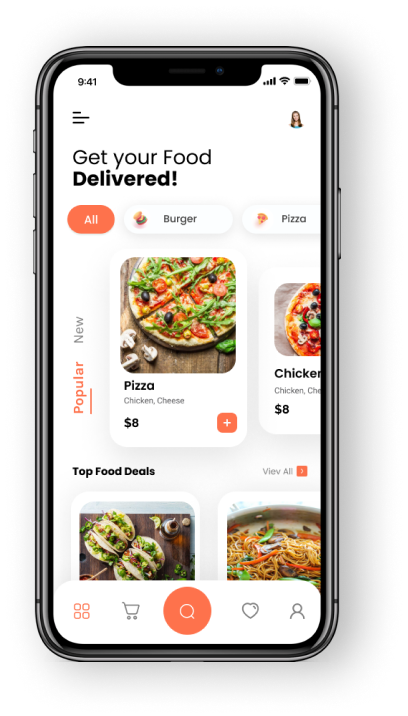 9:41
Get your Food
Delivered!
All
Burger
Pizza
New
Popular
Pizza
Chicken, Cheese
$8
Chicken
Chicken, Che
$8
Top Food Deals
View All